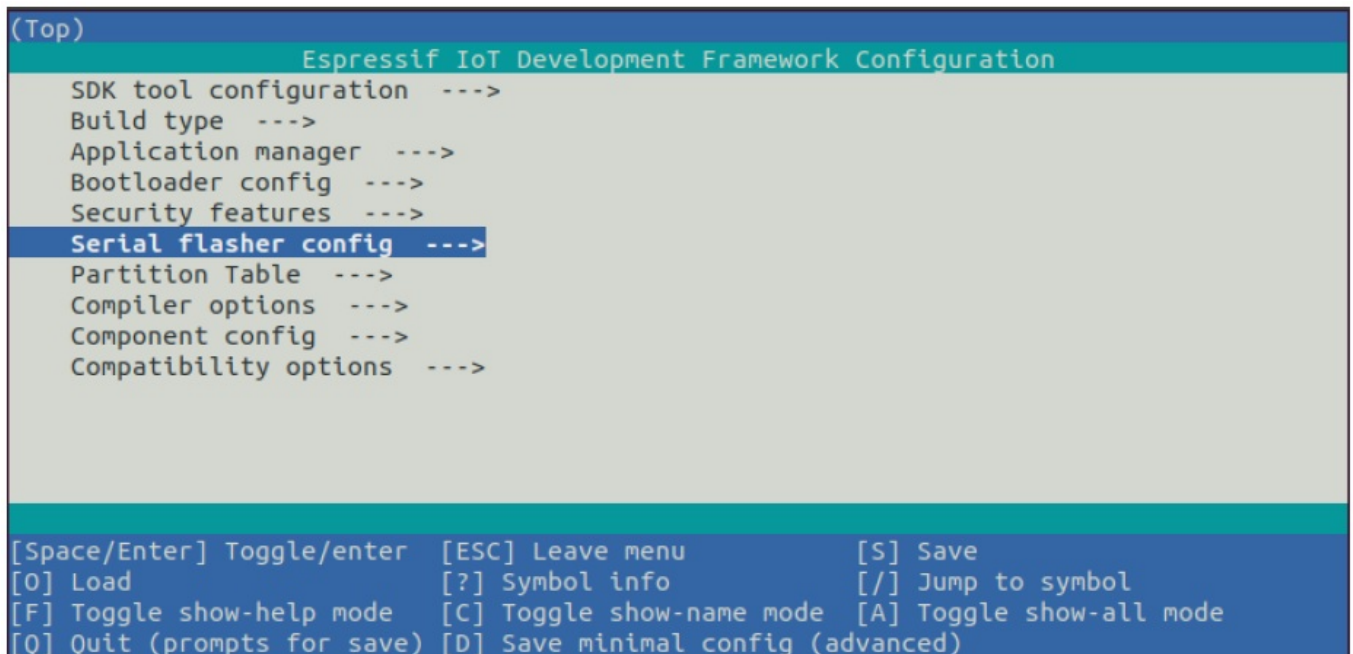 (Top)
Espressif IoT Development Framework Configuration
SDK tool configuration --->
Build type --->
Application manager --->
Bootloader config --->
Security features --->
Serial flasher config --->
Partition Table --->
Compiler options --->
Component config --->
Compatibility options --->
[Space/Enter] Toggle/enter [ESC] Leave menu [S] Save
[O] Load [?] Symbol info [/] Jump to symbol
[F] Toggle show-help mode [C] Toggle show-name mode [A] Toggle show-all mode
[Q] Quit (prompts for save) [D] Save minimal config (advanced)